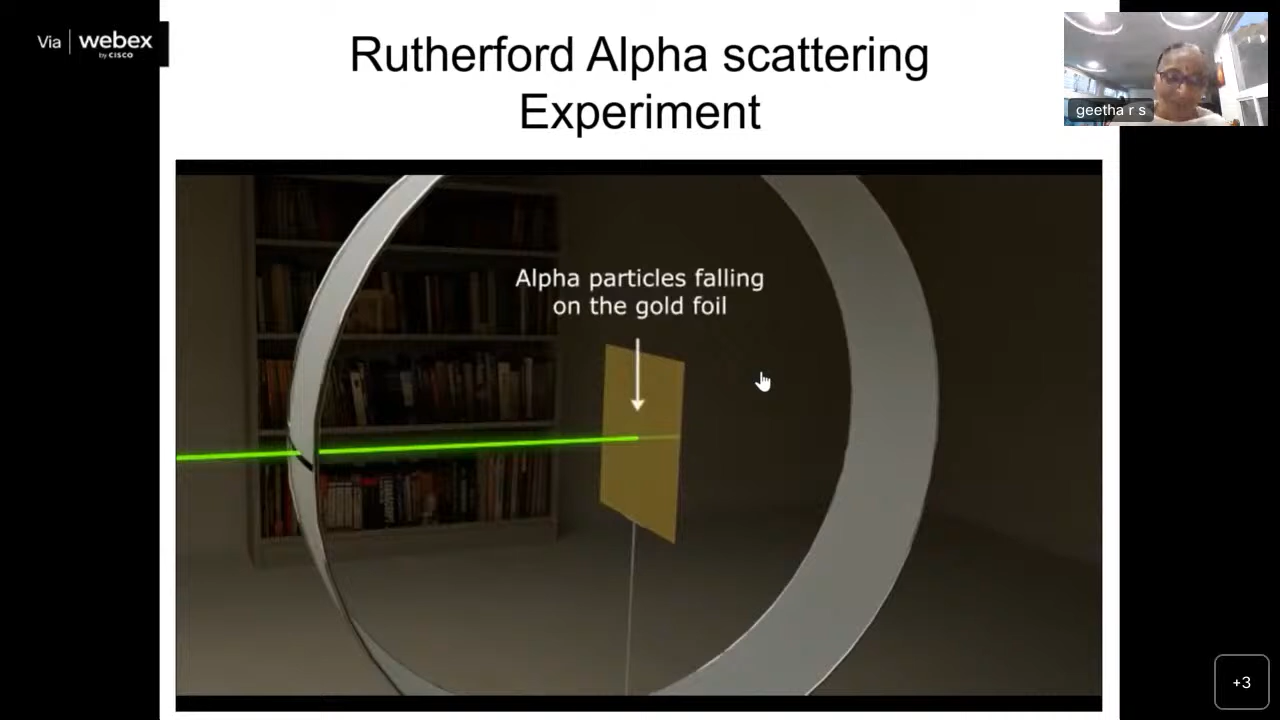 Via webex
by CISCO
Rutherford Alpha scattering
Experiment
geetha r s
Alpha particles falling
on the gold foil
+3